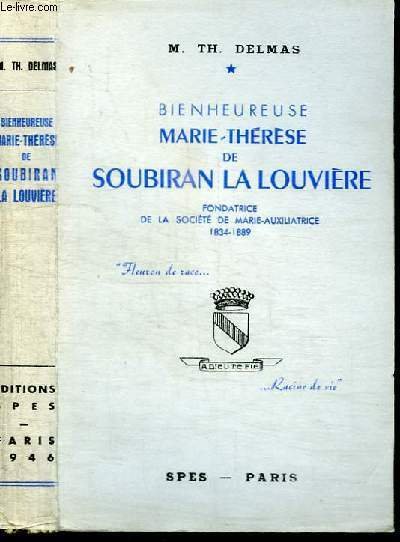 M. TH. DELMAS
BIENHEUREUSE
MARIE-THÉRÈSE
DE
SOUBIRAN
LA LOUVIÈRE
EDITIONS
SPES
—
PARIS
1946
M. TH. DELMAS
BIENHEUREUSE
MARIE-THÉRÈSE
DE
SOUBIRAN LA LOUVIÈRE
FONDATRICE
DE LA SOCIÉTÉ DE MARIE-AUXILIATRICE
1834-1889
"Fleuron de race...
A DIEU TE FIE
...Racine de vie"
SPES — PARIS
www.le-livre.com